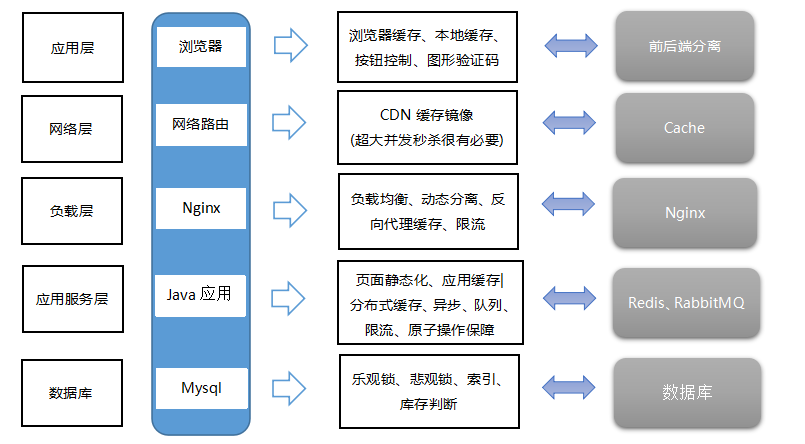 应用层
浏览器
浏览器缓存、本地缓存、
按钮控制、图形验证码
前后端分离
网络层
网络路由
CDN 缓存镜像
(超大并发秒杀很有必要)
Cache
负载层
Nginx
负载均衡、动态分离、反
向代理缓存、限流
Nginx
应用服务层
Java 应用
页面静态化、应用缓存|
分布式缓存、异步、队列、
限流、原子操作保障
Redis、RabbitMQ
数据库
Mysql
乐观锁、悲观锁、索引、
库存判断
数据库